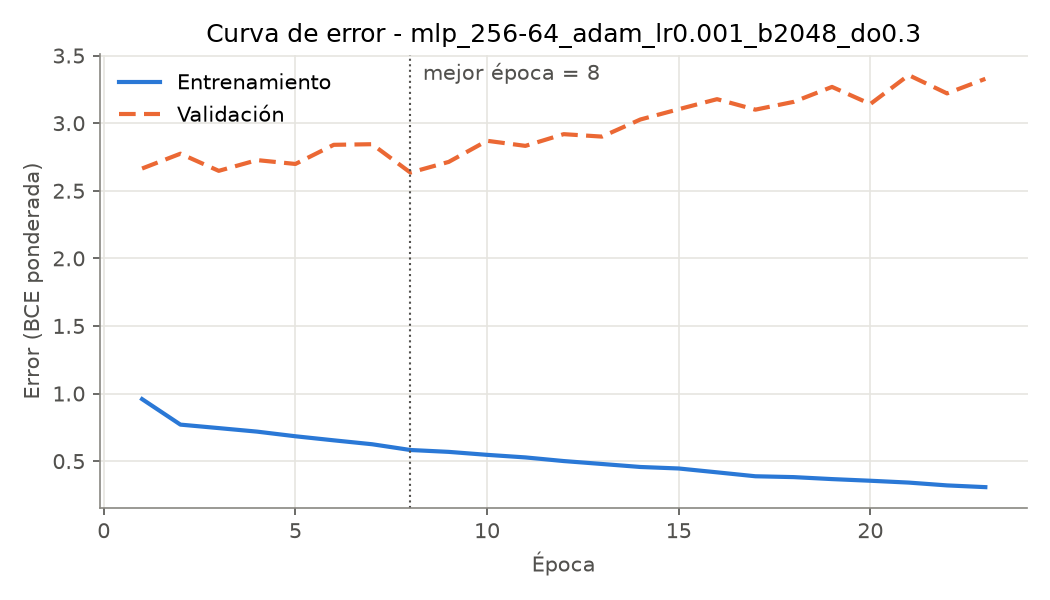 Curva de error - mlp_256-64_adam_lr0.001_b2048_do0.3
Entrenamiento
Validación
mejor época = 8
Error (BCE ponderada)
3.5
3.0
2.5
2.0
1.5
1.0
0.5
0
5
10
15
20
Época